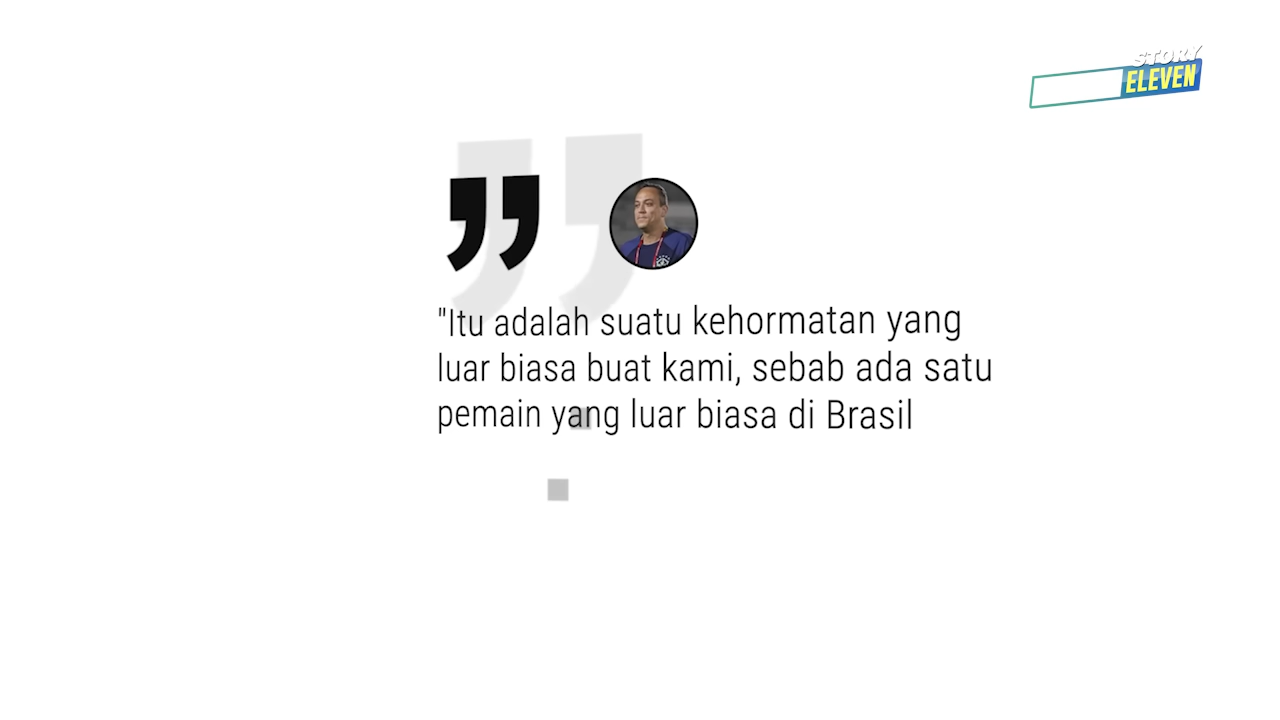 STORY
ELEVEN
"Itu adalah suatu kehormatan yang
luar biasa buat kami, sebab ada satu
pemain yang luar biasa di Brasil